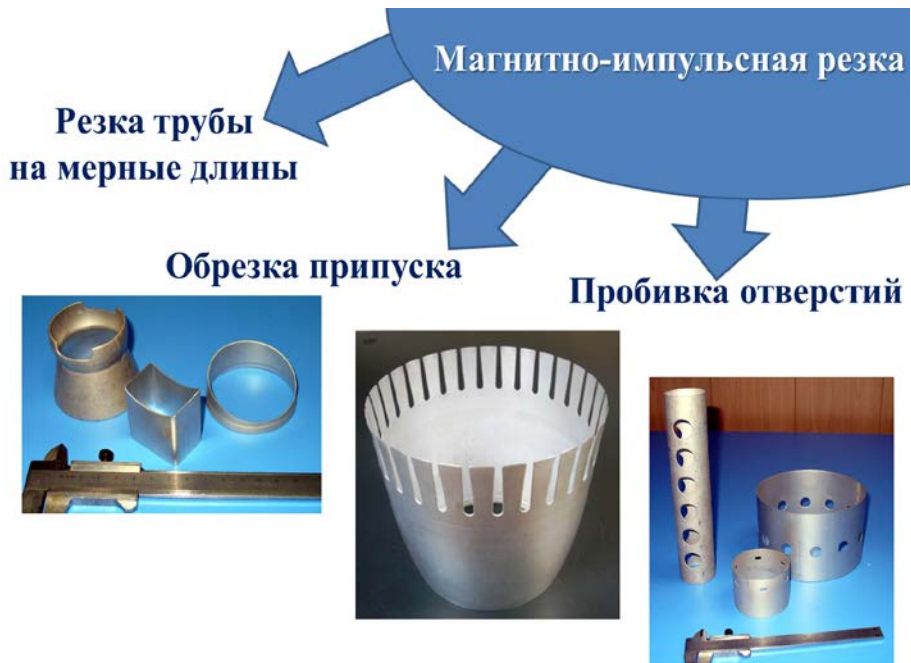 Магнитно-импульсная резка
Резка трубы
на мерные длины
Обрезка припуска
Пробивка отверстий